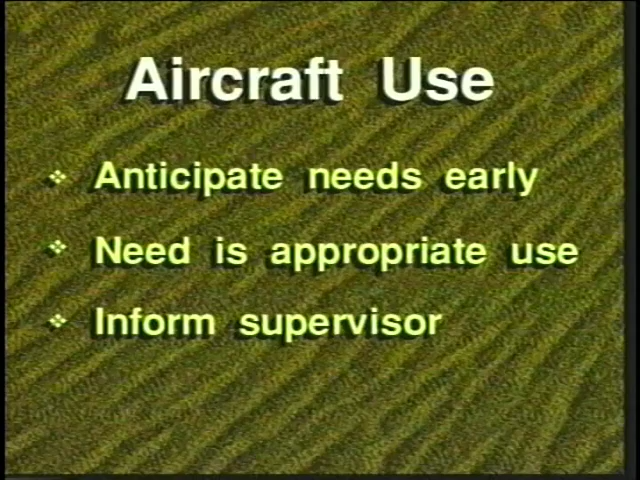 Aircraft Use
❖ Anticipate needs early
❖ Need is appropriate use
❖ Inform supervisor